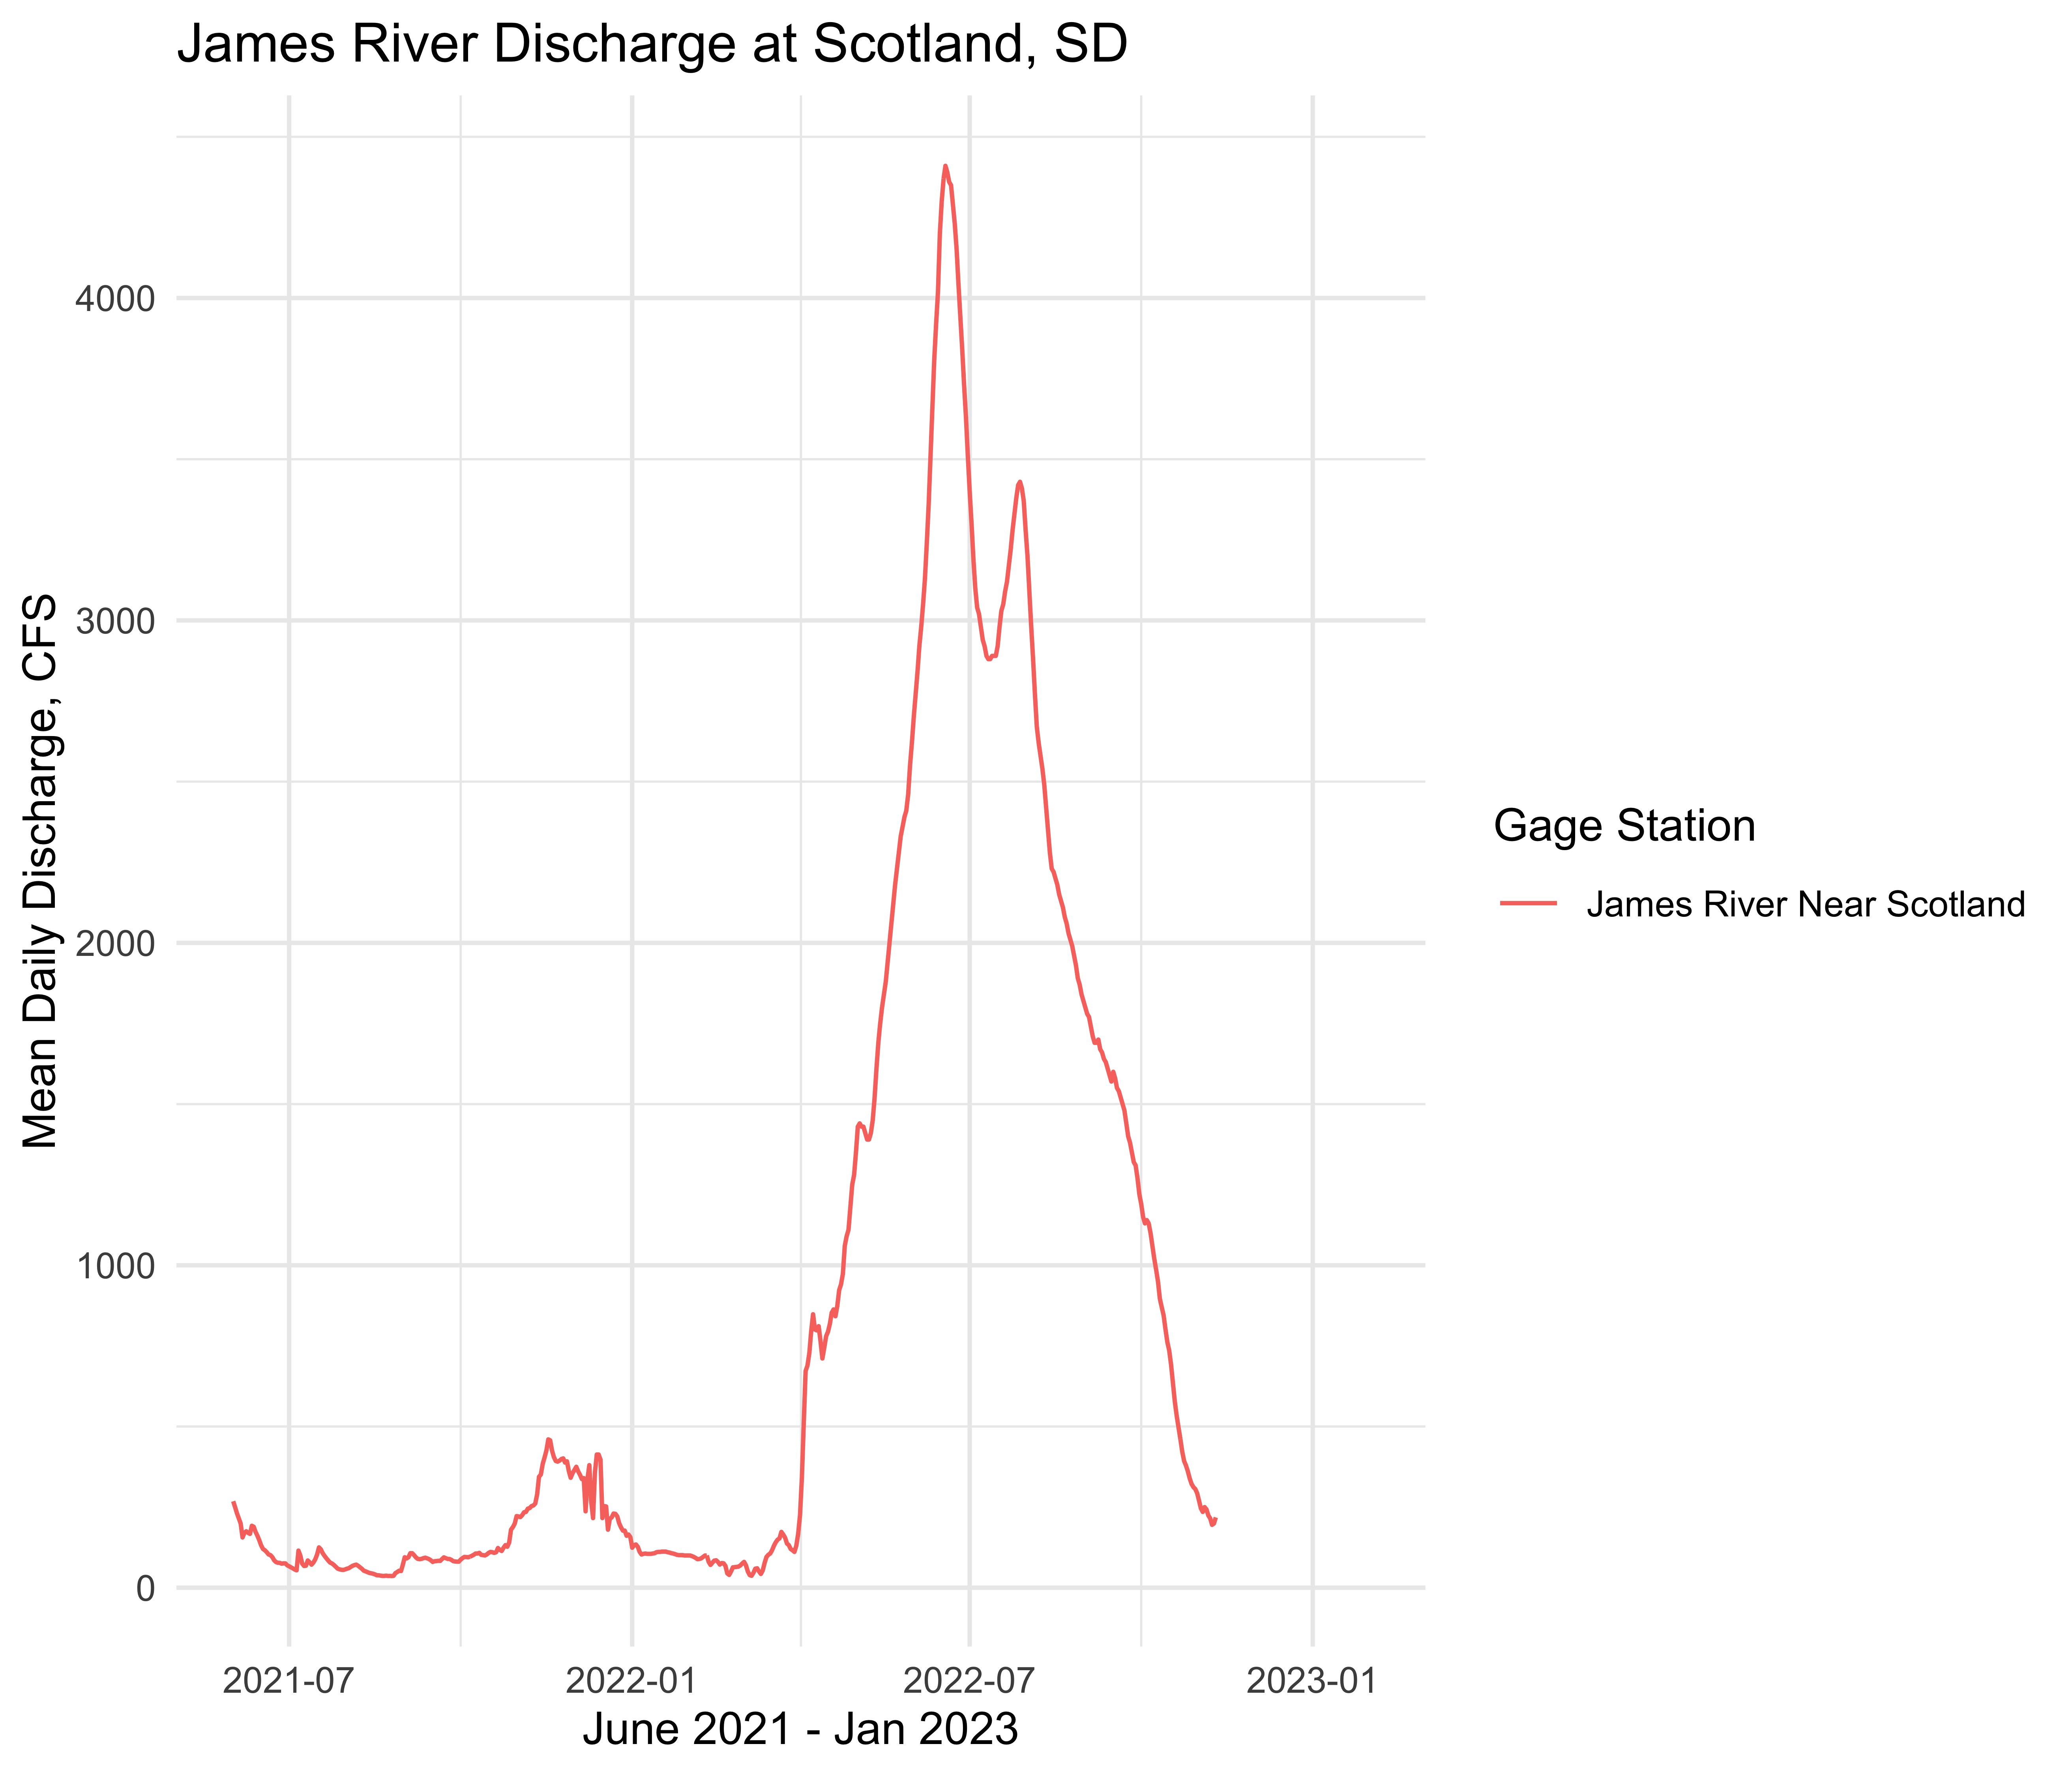 James River Discharge at Scotland, SD
Mean Daily Discharge, CFS
4000
3000
2000
1000
0
2021-07
2022-01
2022-07
2023-01
June 2021 - Jan 2023
Gage Station
James River Near Scotland